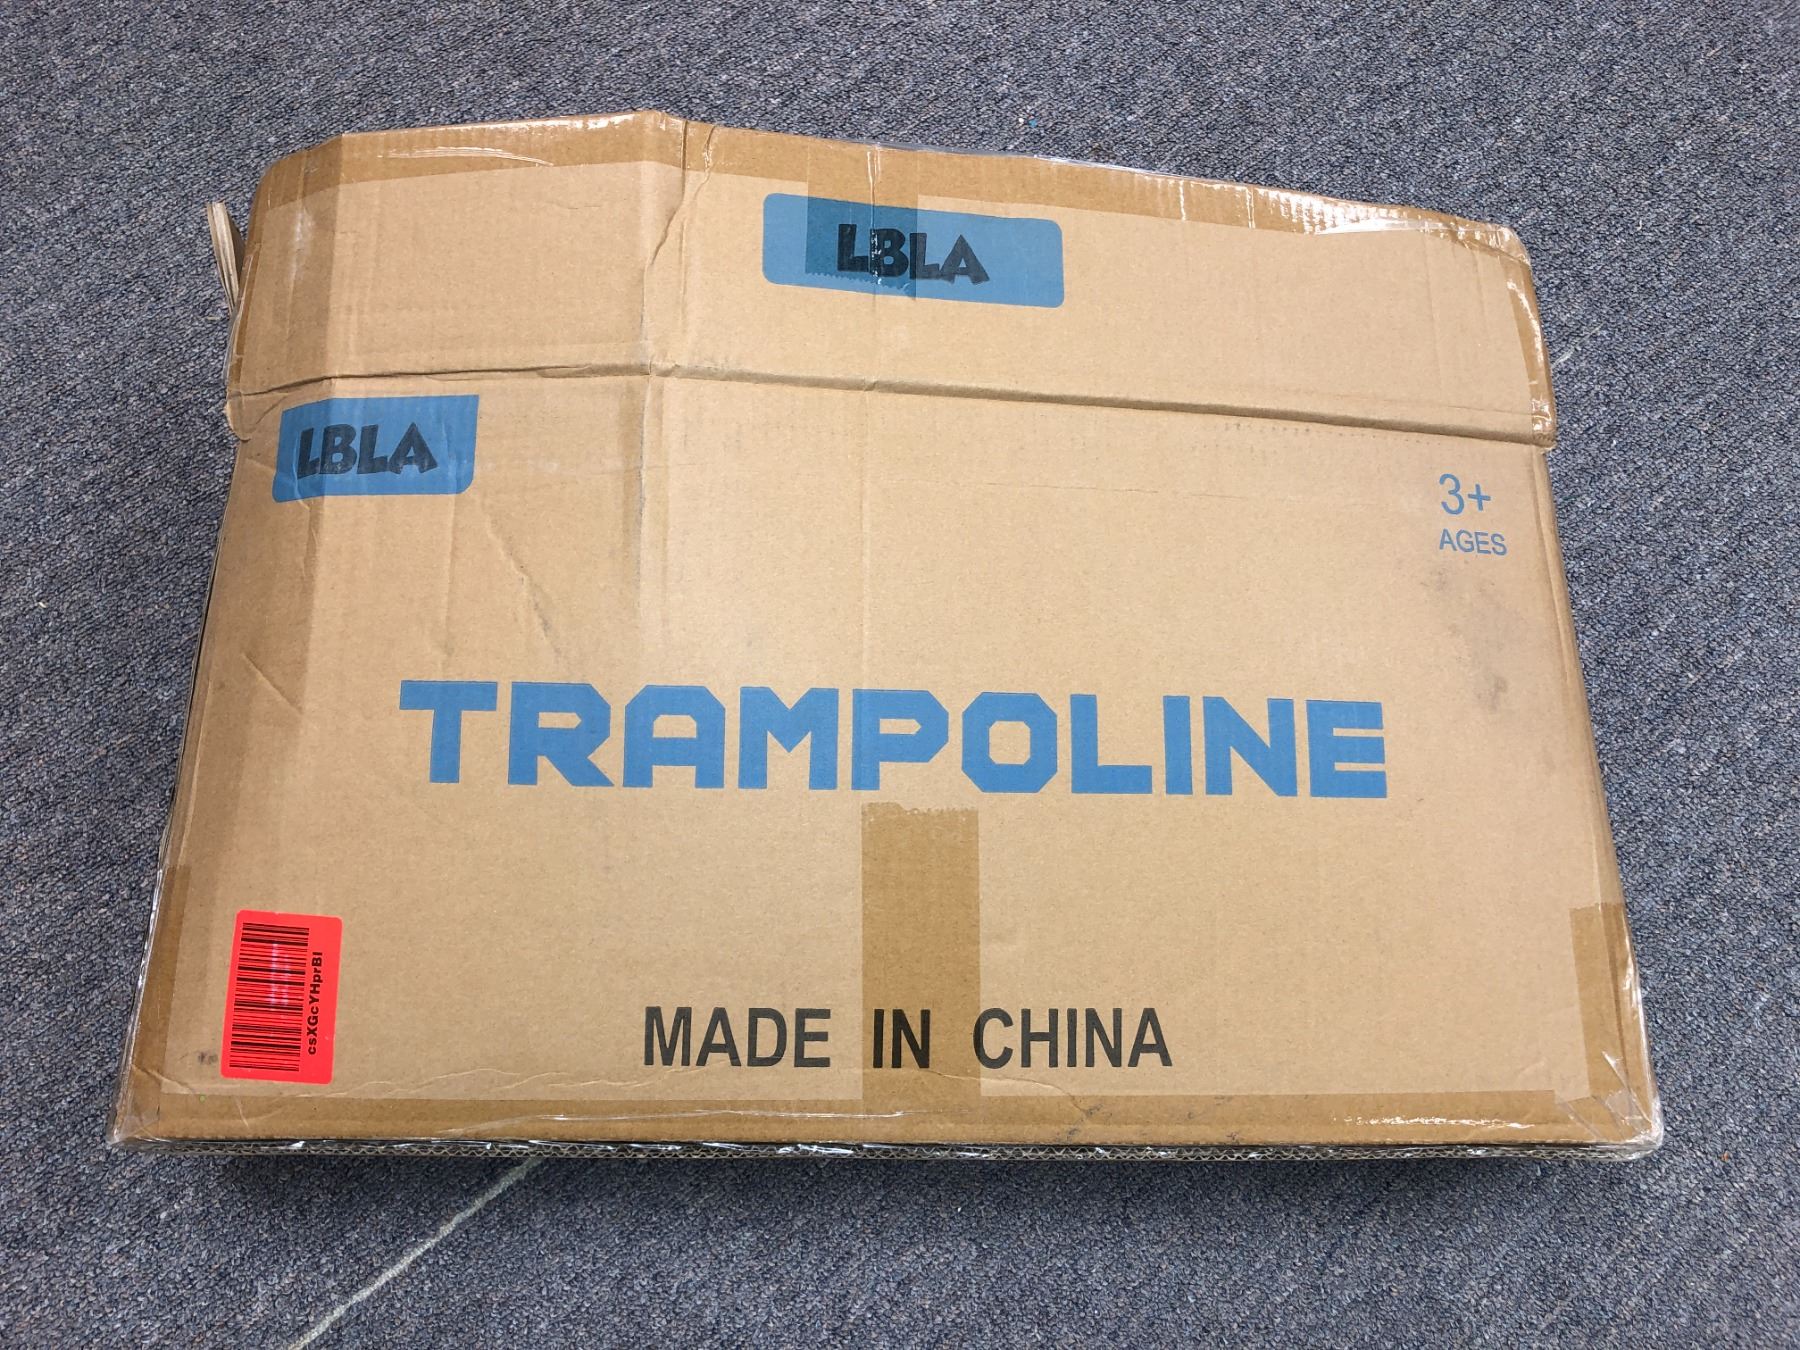 LBLA
LBLA
3+
AGES
TRAMPOLINE
csXGcYHprBI
MADE IN CHINA